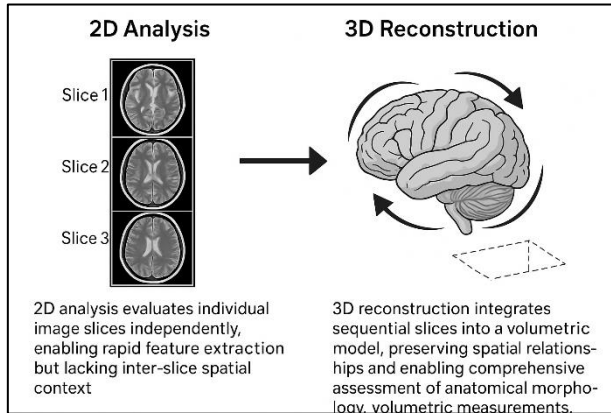 2D Analysis
Slice 1
Slice 2
Slice 3
2D analysis evaluates individual
image slices independently,
enabling rapid feature extraction
but lacking inter-slice spatial
context
3D Reconstruction
3D reconstruction integrates
sequential slices into a volumetric
model, preserving spatial relations-
hips and enabling comprehensive
assessment of anatomical morpho-
logy, volumetric measurements.